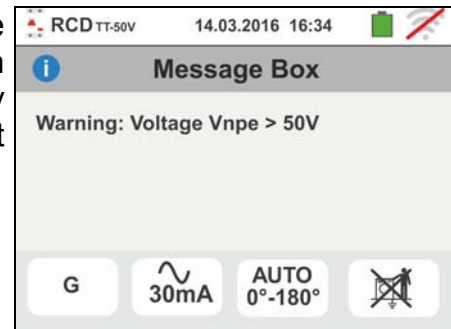 RCD TT-50V 14.03.2016 16:34
Message Box
Warning: Voltage Vnpe > 50V
G
30mA
AUTO
0°-180°